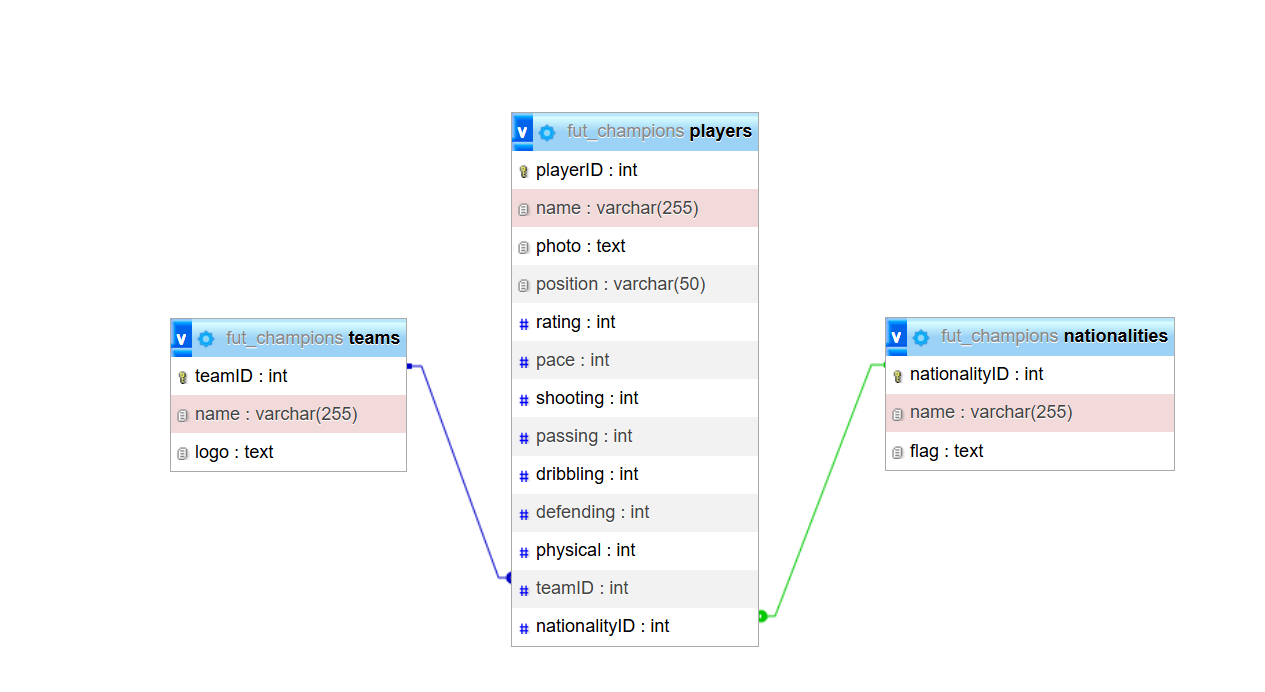 v fut_champions teams
teamID : int
name : varchar(255)
logo : text
v fut_champions players
playerID : int
name : varchar(255)
photo : text
position : varchar(50)
# rating : int
# pace : int
# shooting : int
# passing : int
# dribbling : int
# defending : int
# physical : int
# teamID : int
# nationalityID : int
v fut_champions nationalities
nationalityID : int
name : varchar(255)
flag : text